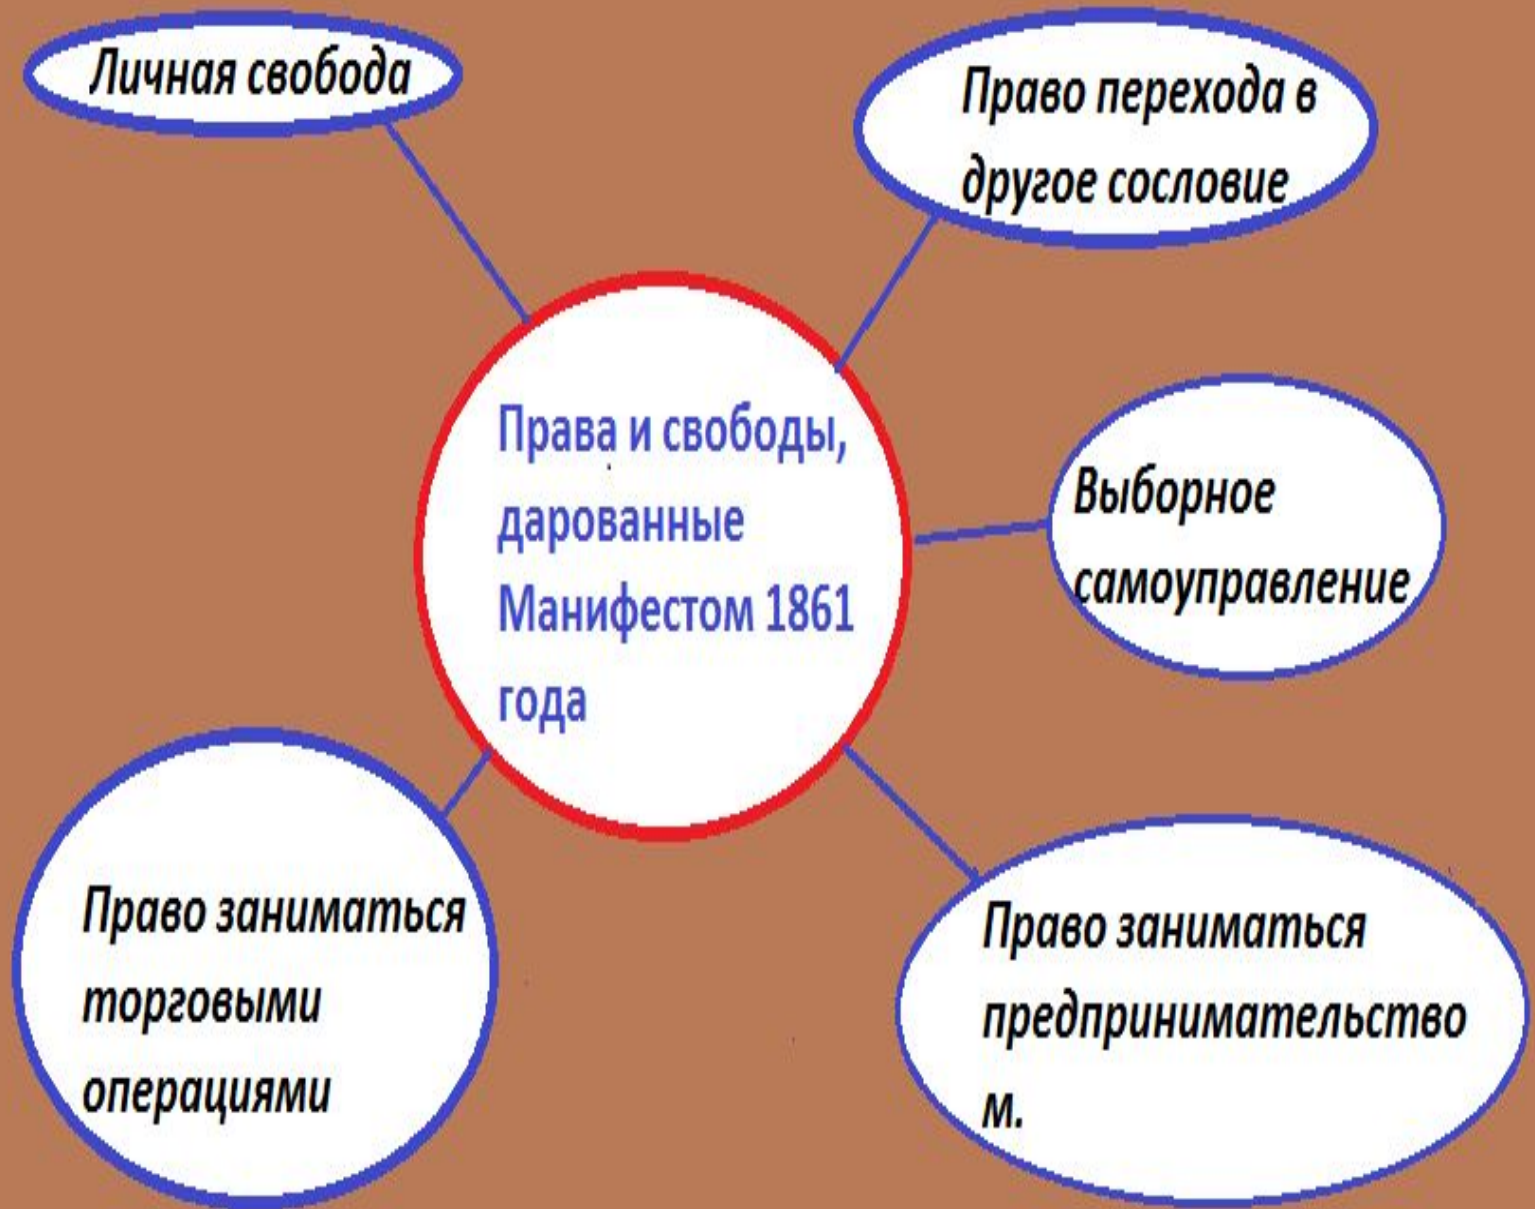 Личная свобода
Право перехода в
другое сословие
Права и свободы,
дарованные
Манифестом 1861
года
Выборное
самоуправление
Право заниматься
торговыми
операциями
Право заниматься
предпринимательство
м.